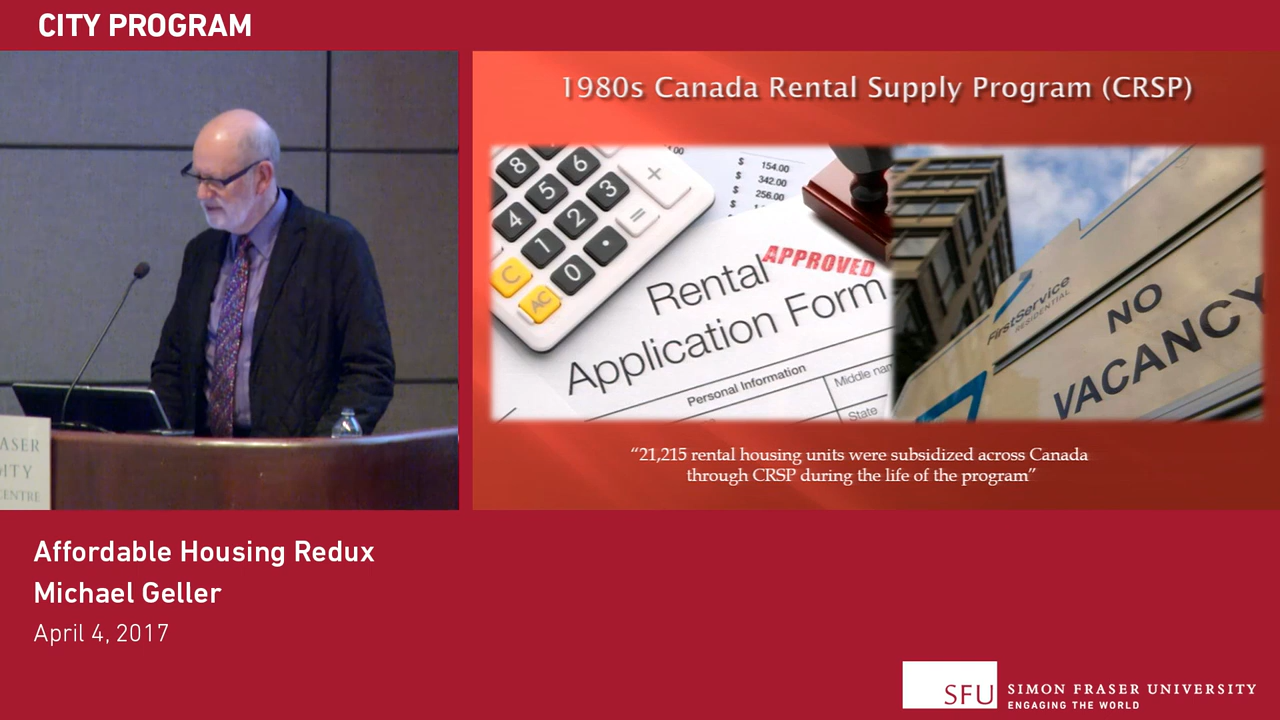 CITY PROGRAM
1980s Canada Rental Supply Program (CRSP)
8
6
+
5
3
=
4
2
1
•
C
0
AC
$ 154.00
$ 342.00
$ 256.00
APPROVED
Rental
Application Form
Personal Information
Middle nam
State
FirstService
RESIDENTIAL
NO
VACANCY
“21,215 rental housing units were subsidized across Canada
through CRSP during the life of the program”
ASER
ITY
CENTRE
Affordable Housing Redux
Michael Geller
April 4, 2017
SFU SIMON FRASER UNIVERSITY
ENGAGING THE WORLD